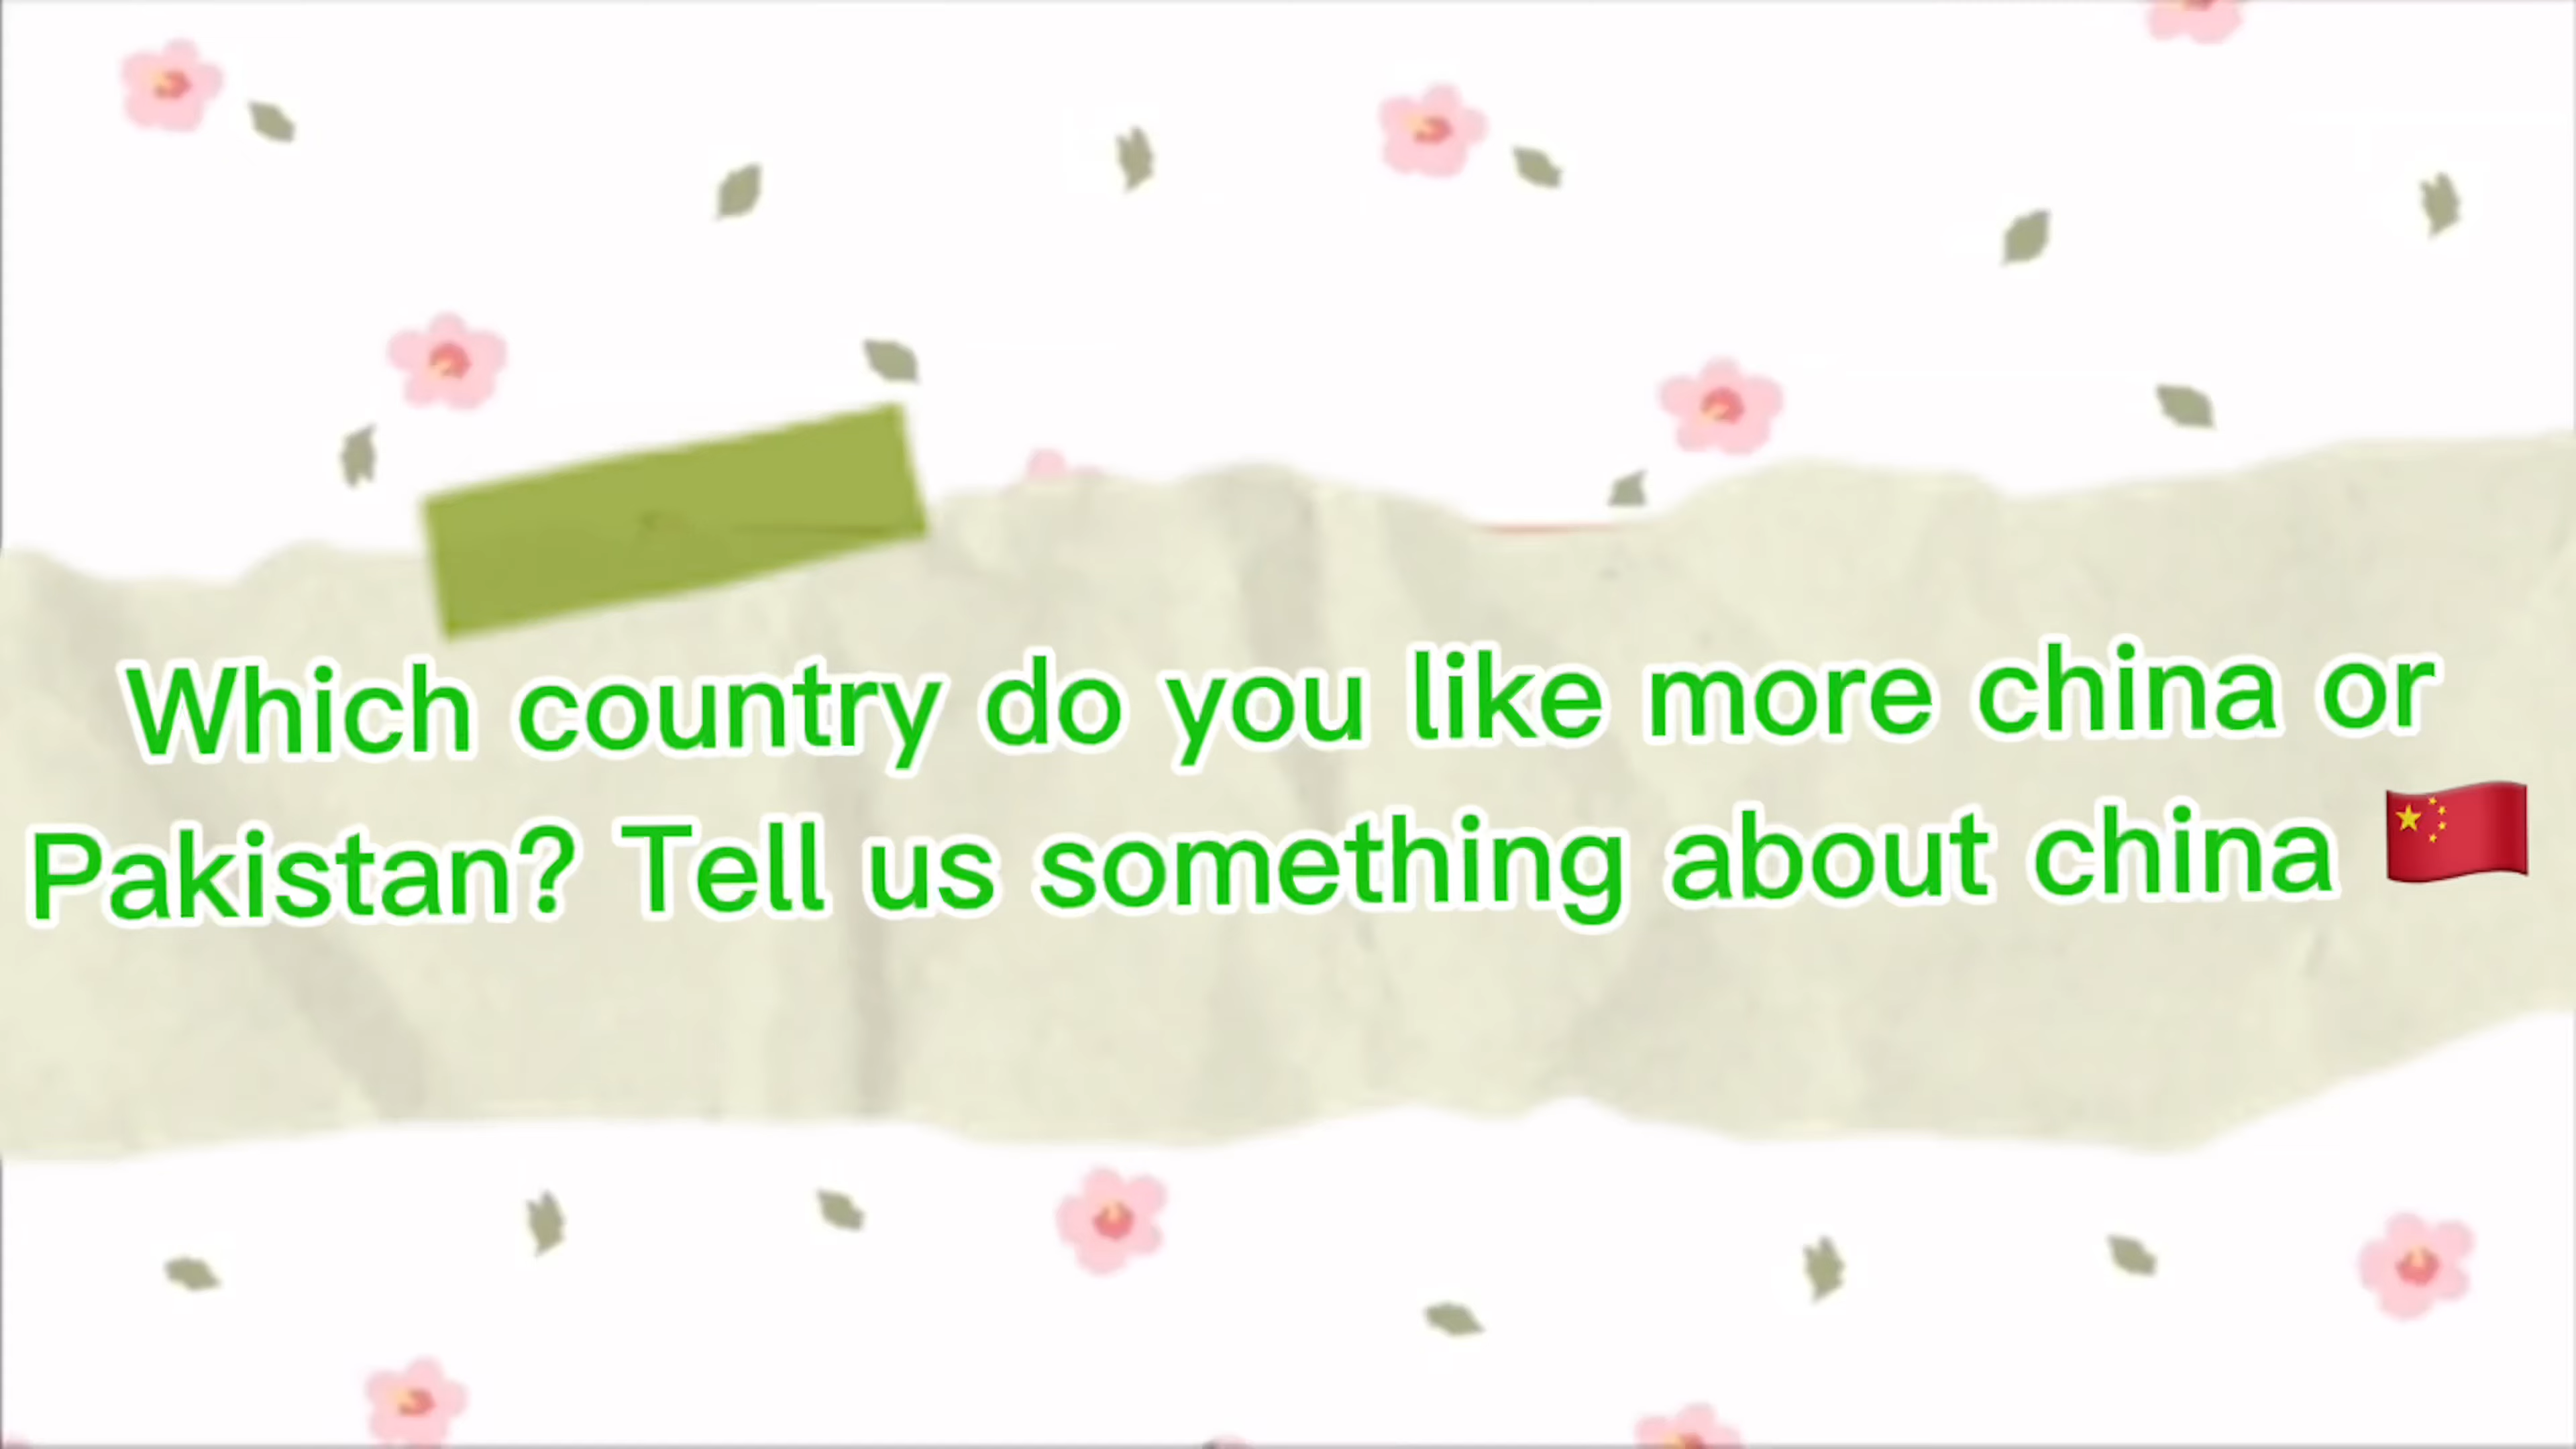 Which country do you like more china or
Pakistan? Tell us something about china 🇨🇳